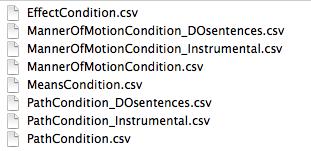 EffectCondition.csv
MannerOfMotionCondition_DOsentences.csv
MannerOfMotionCondition_Instrumental.csv
MannerOfMotionCondition.csv
MeansCondition.csv
PathCondition_DOsentences.csv
PathCondition_Instrumental.csv
PathCondition.csv